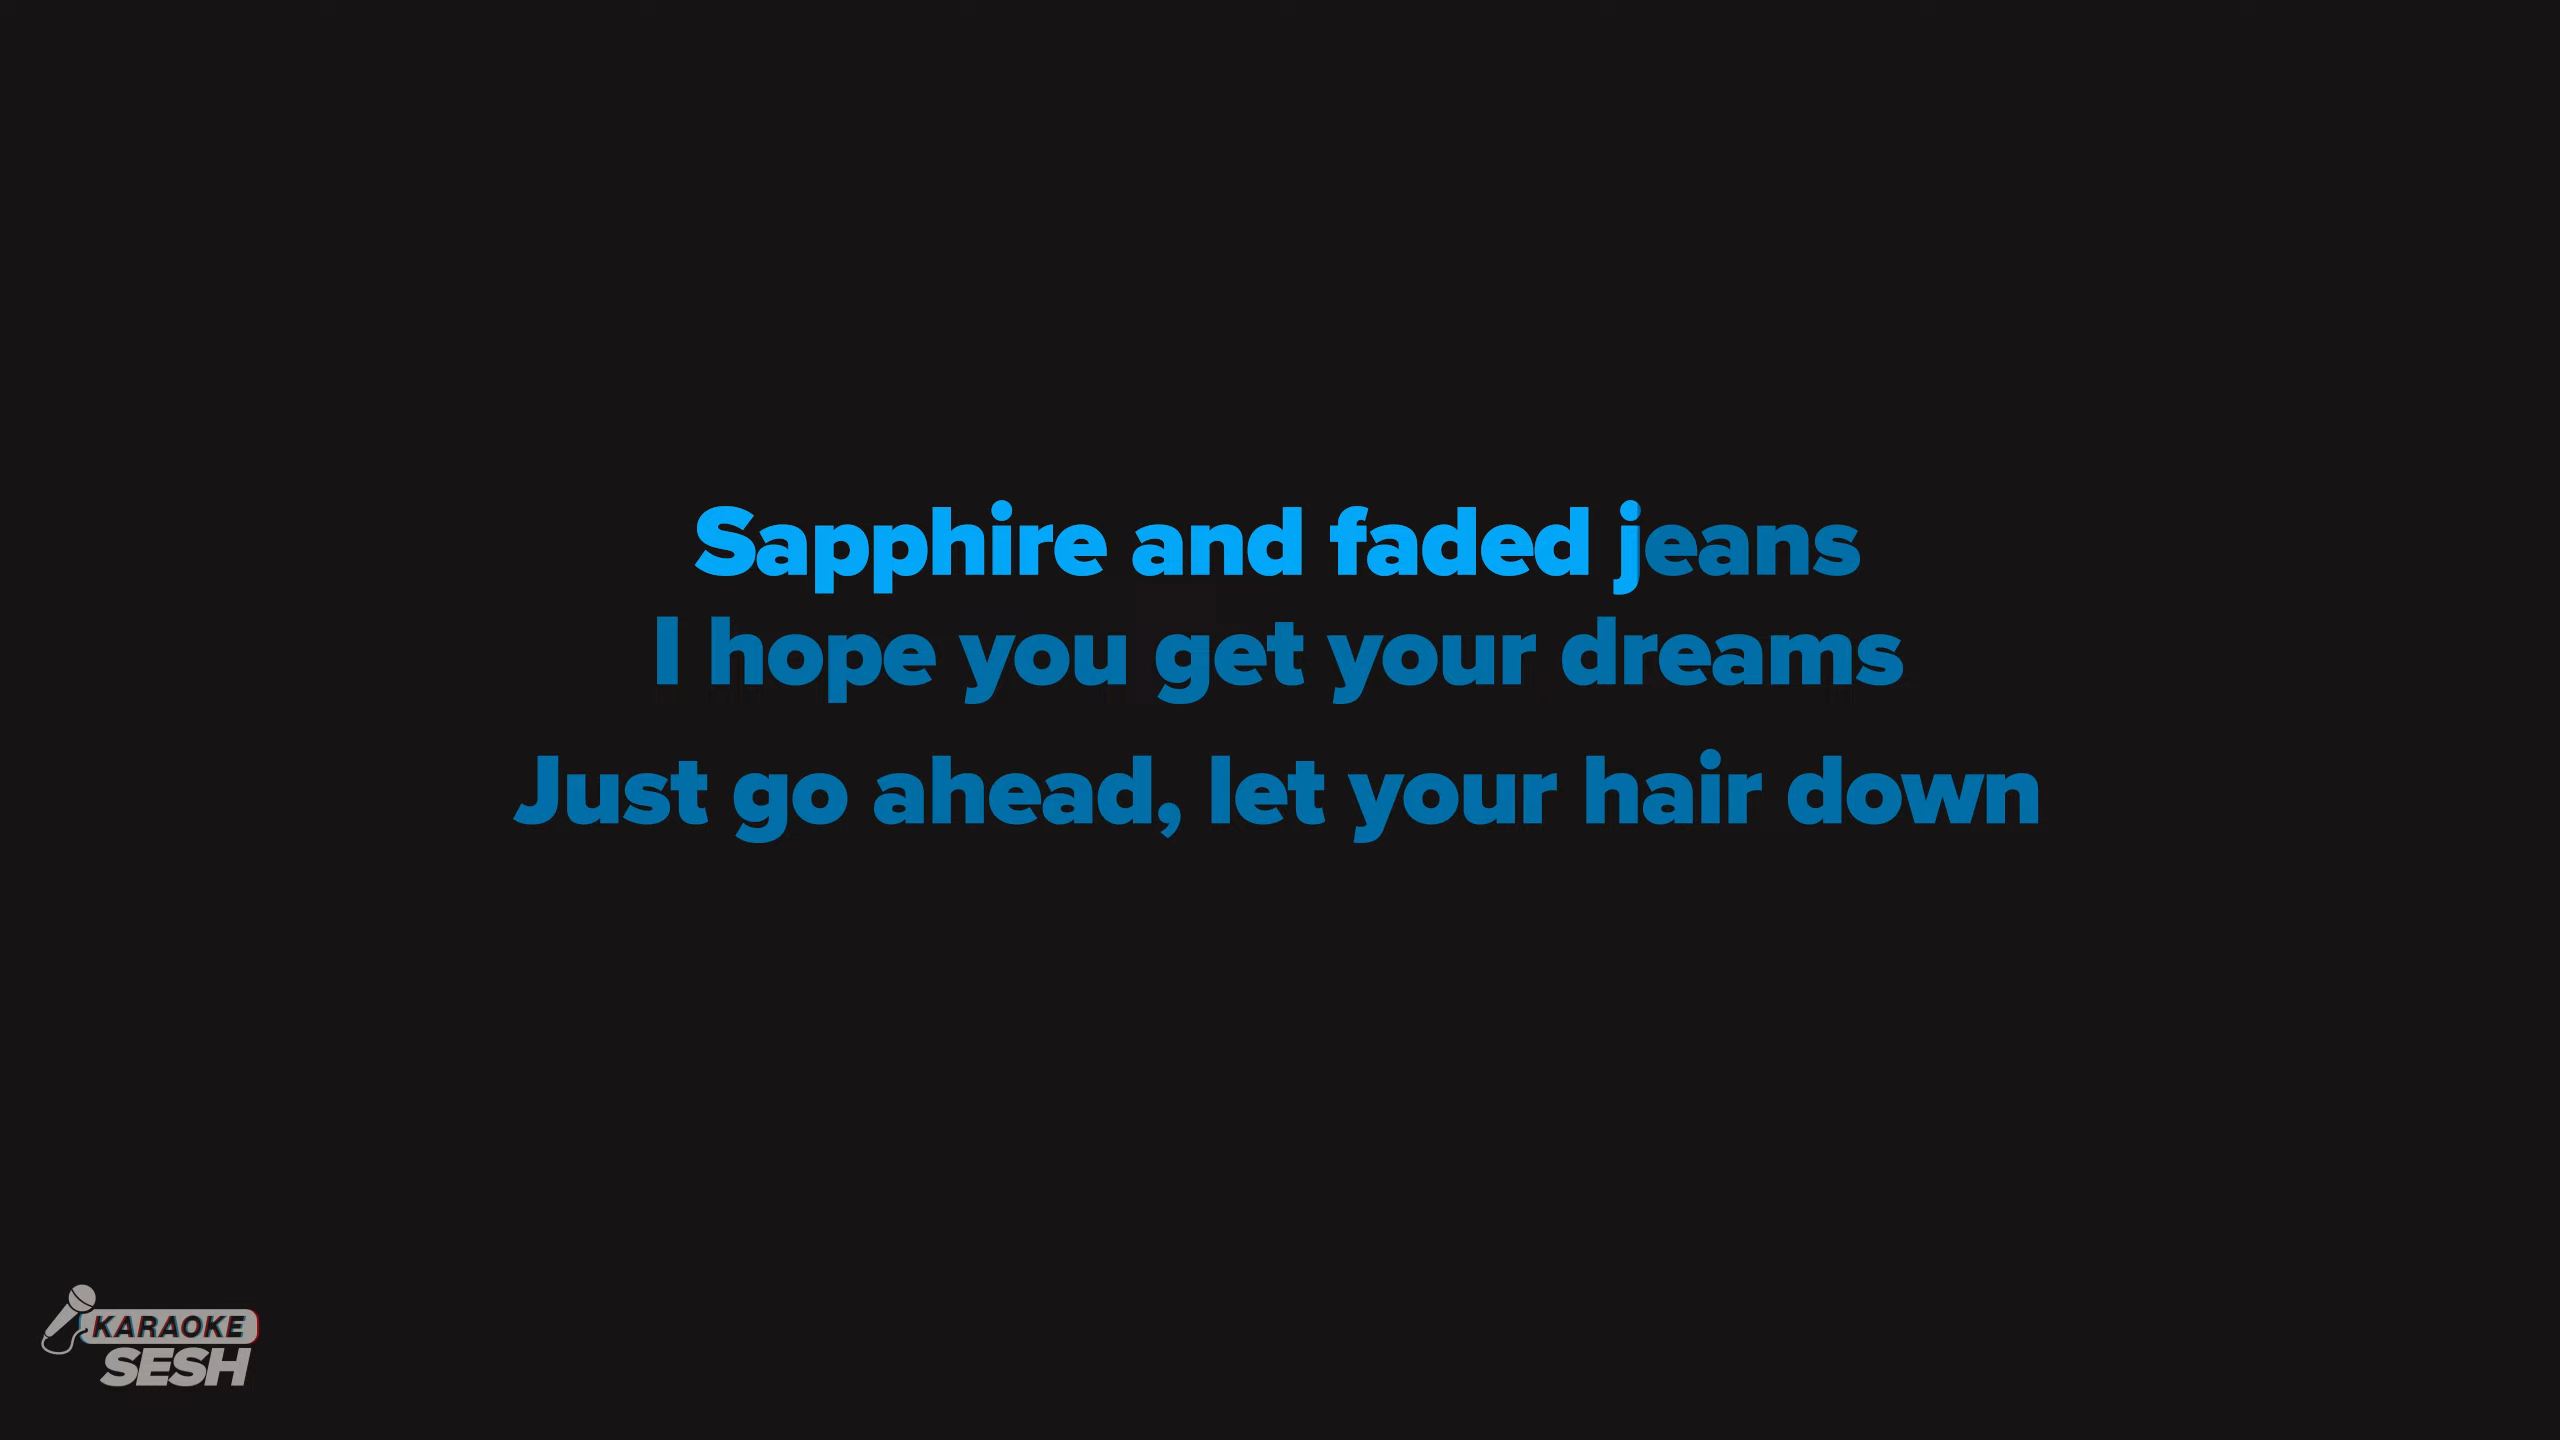 Sapphire and faded jeans
I hope you get your dreams
Just go ahead, let your hair down
KARAOKE
SESH